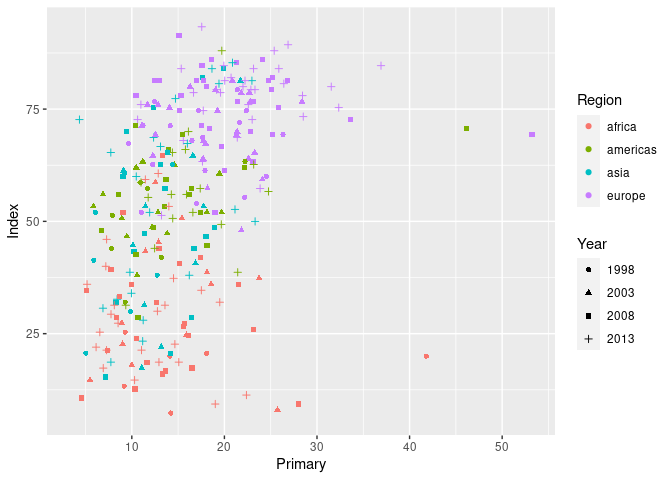 75
50
25
Index
10
20
30
40
50
Primary
Region
africa
americas
asia
europe
Year
1998
2003
2008
2013